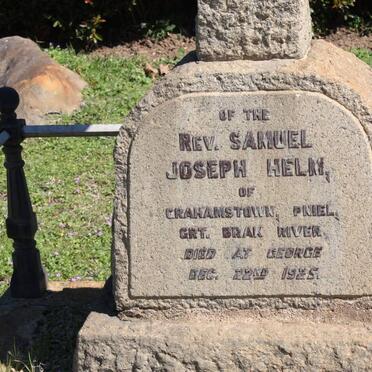 OF THE
REV. SAMUEL
JOSEPH HELM,
OF
GRAHAMSTOWN, PNIEL,
GRT. BRAK RIVER.
DIED AT GEORGE
DEC. 22ND 1925.